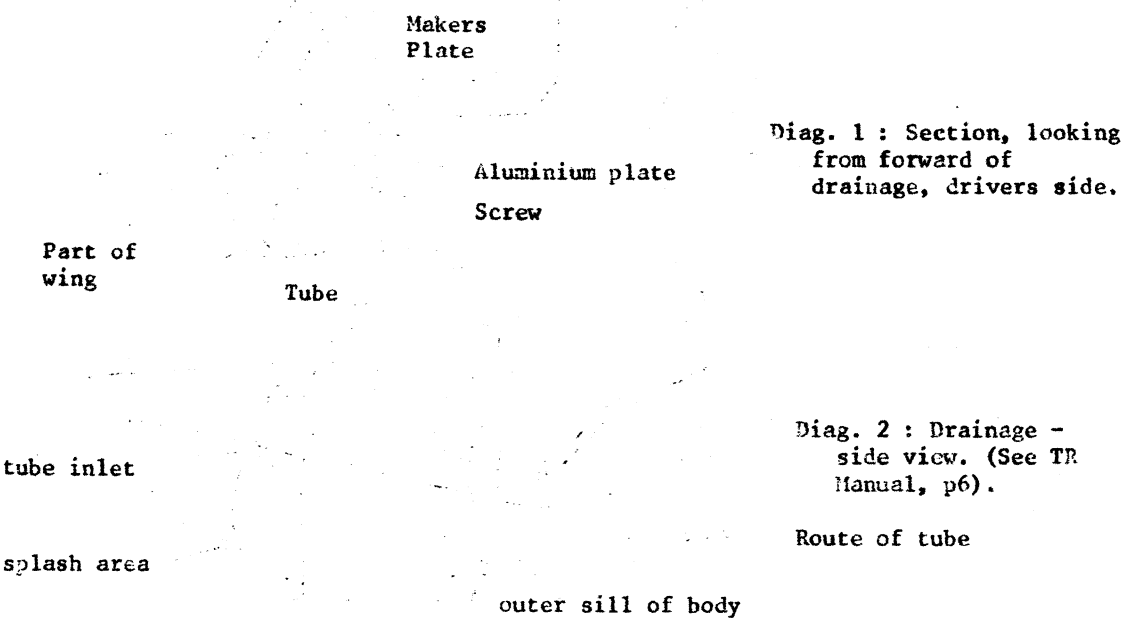 Makers
Plate
Diag. 1 : Section, looking
from forward of
drainage, drivers side.
Aluminium plate
Screw
Part of
wing
Tube
Diag. 2 : Drainage -
side view. (See TR
Manual, p6).
tube inlet
Route of tube
splash area
outer sill of body